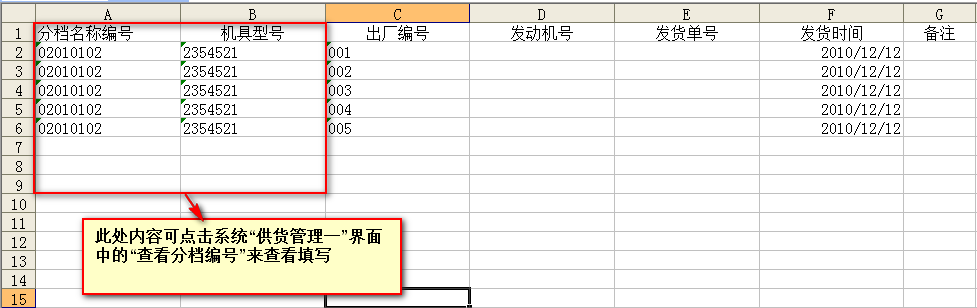 A B C D E F G
1 分档名称编号 机具型号 出厂编号 发动机号 发货单号 发货时间 备注
2 02010102 2354521 001 2010/12/12
3 02010102 2354521 002 2010/12/12
4 02010102 2354521 003 2010/12/12
5 02010102 2354521 004 2010/12/12
6 02010102 2354521 005 2010/12/12
7
8
9
10
11
12
13
14
15
此处内容可点击系统“供货管理一”界面
中的“查看分档编号”来查看填写